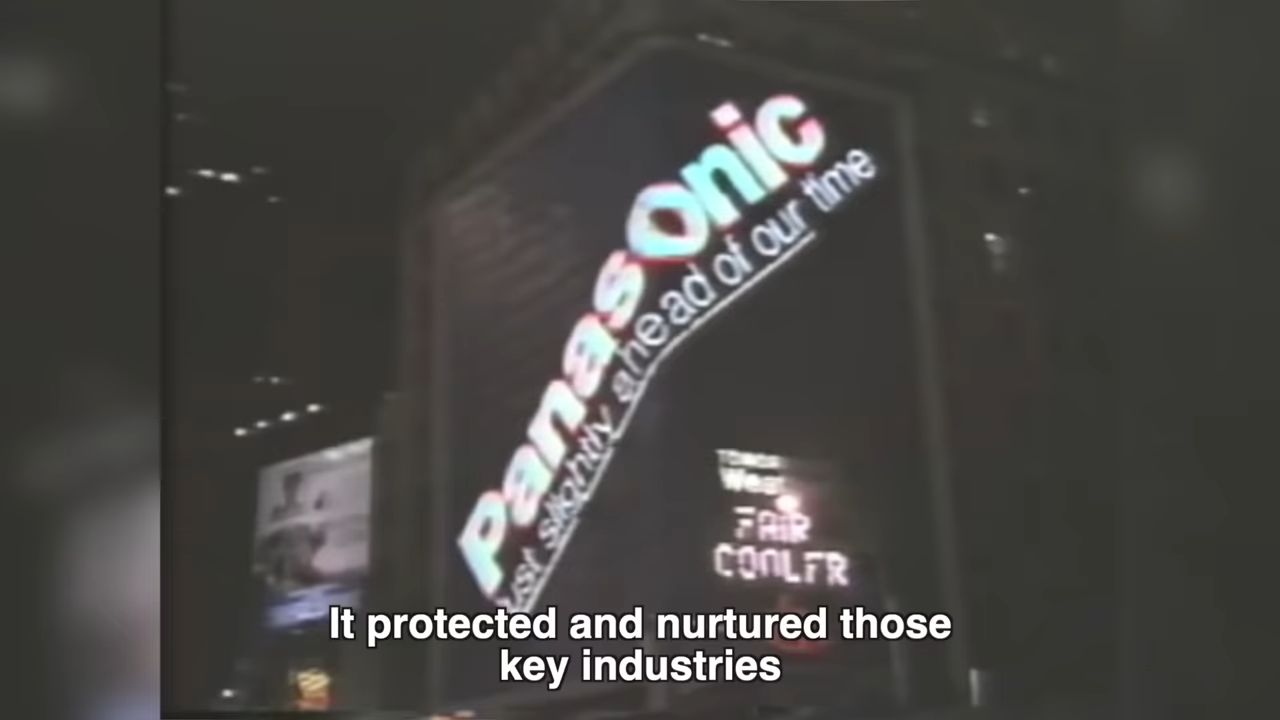 Panasonic
just slightly ahead of our time
FAIR
COOLER
It protected and nurtured those
key industries